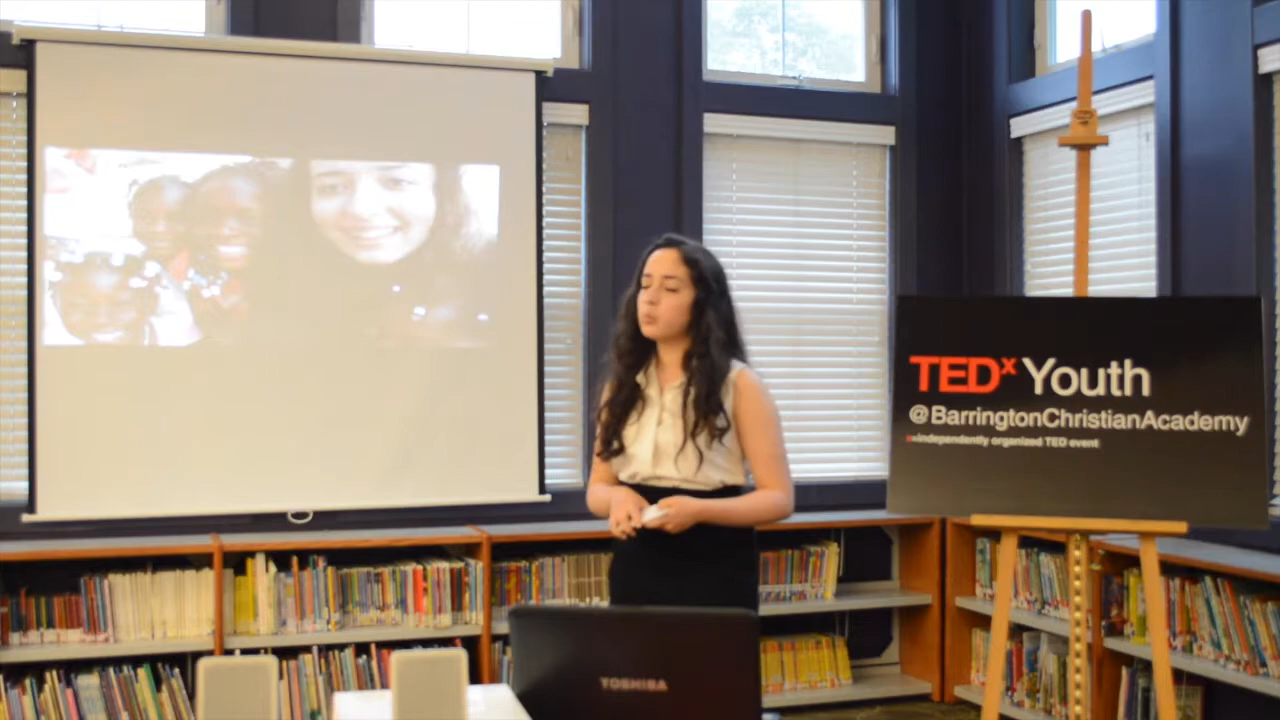 TEDx Youth
@BarringtonChristianAcademy
x=independently organized TED event
TOSHIBA